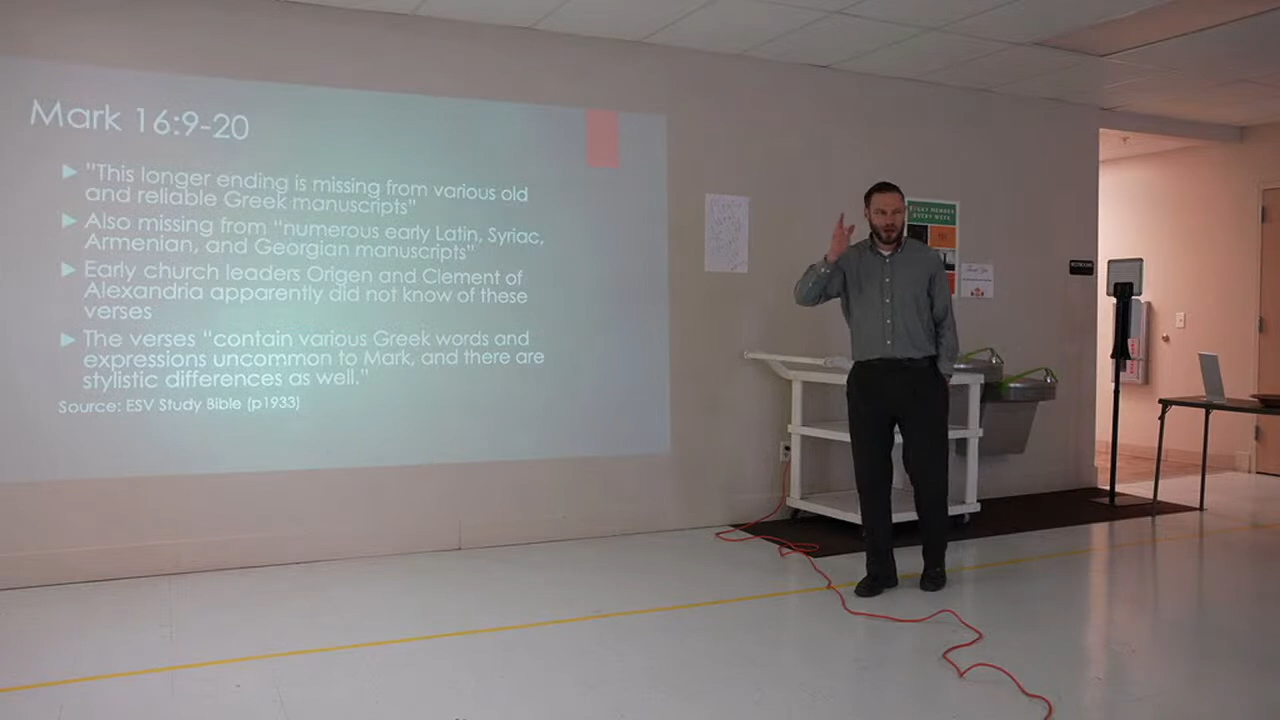 Mark 16:9-20
"This longer ending is missing from various old
and reliable Greek manuscripts"
Also missing from "numerous early Latin, Syriac,
Armenian, and Georgian manuscripts"
Early church leaders Origen and Clement of
Alexandria apparently did not know of these
verses
The verses "contain various Greek words and
expressions uncommon to Mark, and there are
stylistic differences as well."
Source: ESV Study Bible (p1933)
EVERY MEMBER
EVERY WEEK